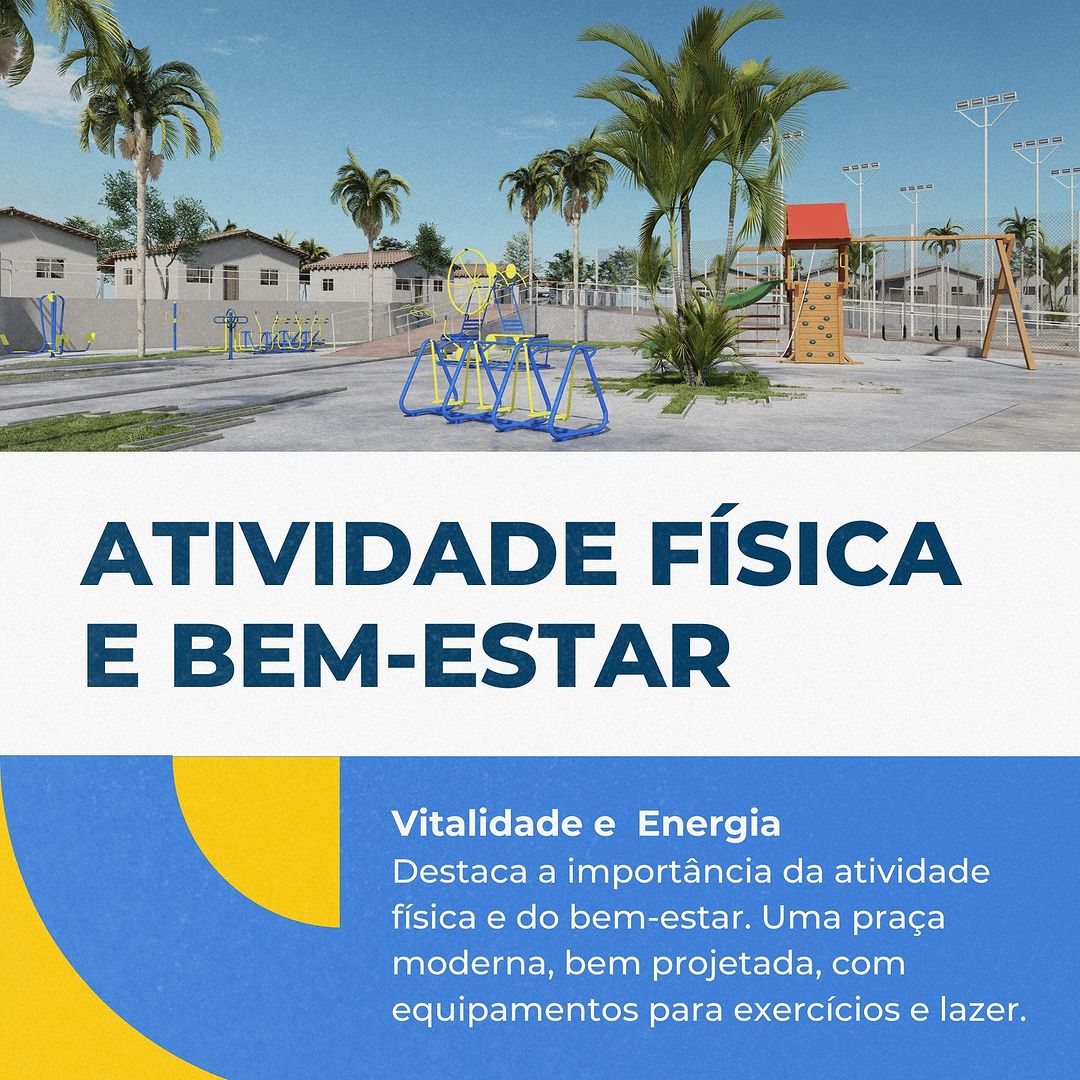 ATIVIDADE FÍSICA
E BEM-ESTAR
Vitalidade e  Energia
Destaca a importância da atividade
física e do bem-estar. Uma praça
moderna, bem projetada, com
equipamentos para exercícios e lazer.